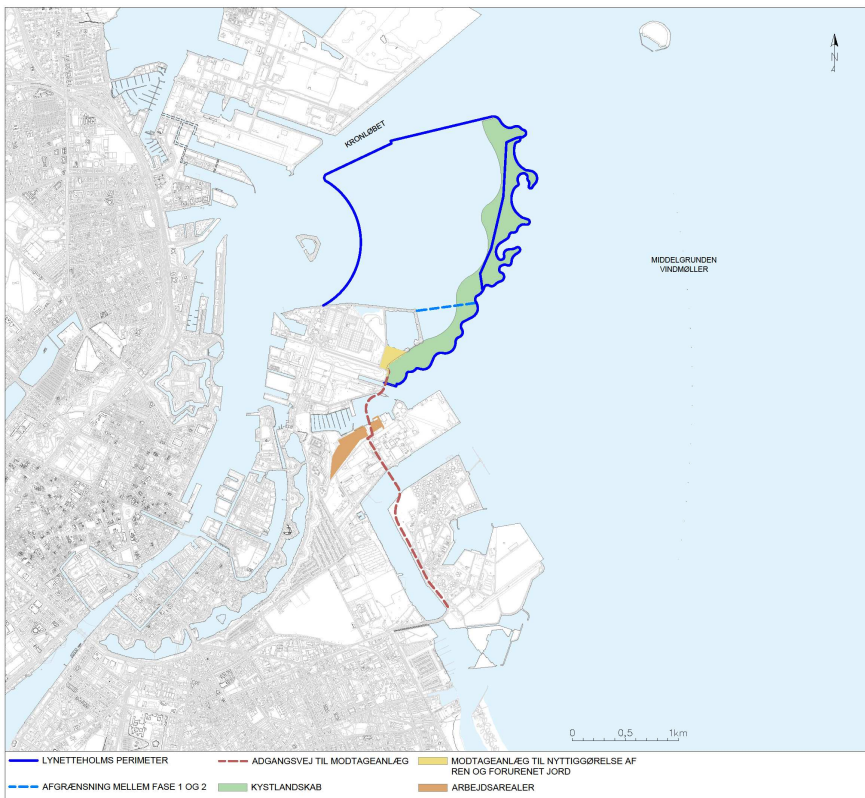 N
KRONLØBET
MIDDELGRUNDEN
VINDMØLLER
0 0,5 1km
LYNETTEHOLMS PERIMETER
ADGANGSVEJ TIL MODTAGEANLÆG
MODTAGEANLÆG TIL NYTTIGGØRELSE AF
REN OG FORURENET JORD
AFGRÆNSNING MELLEM FASE 1 OG 2
KYSTLANDSKAB
ARBEJDSAREALER